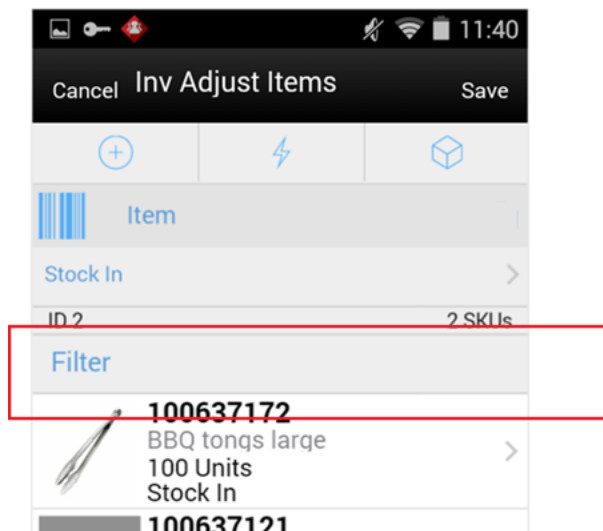 11:40
Cancel Inv Adjust Items Save
Item
Stock In
ID 2 2 SKUs
Filter
100637172
BBQ tongs large
100 Units
Stock In
100637121